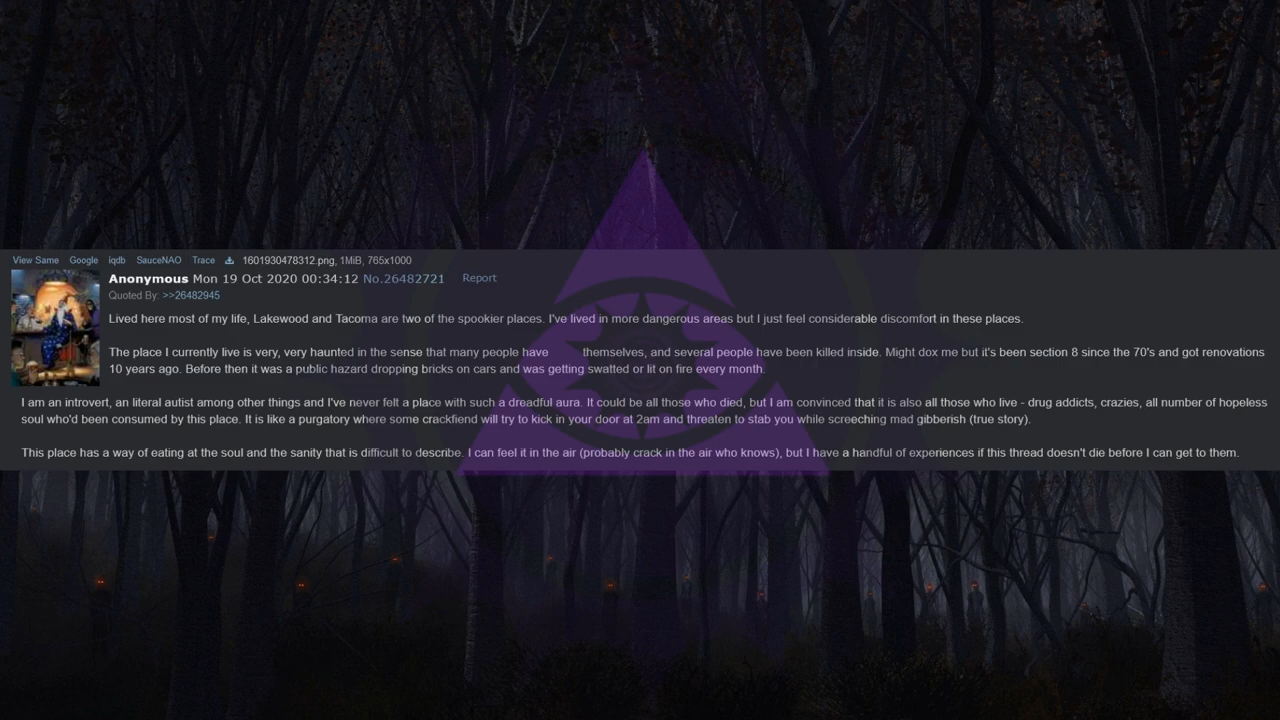 View Same Google iqdb SauceNAO Trace 1601930478312.png, 1MiB, 765x1000
Anonymous Mon 19 Oct 2020 00:34:12 No.26482721 Report
Quoted By: >>26482945
Lived here most of my life, Lakewood and Tacoma are two of the spookier places. I've lived in more dangerous areas but I just feel considerable discomfort in these places.
The place I currently live is very, very haunted in the sense that many people have themselves, and several people have been killed inside. Might dox me but it's been section 8 since the 70's and got renovations
10 years ago. Before then it was a public hazard dropping bricks on cars and was getting swatted or lit on fire every month.
I am an introvert, an literal autist among other things and I've never felt a place with such a dreadful aura. It could be all those who died, but I am convinced that it is also all those who live - drug addicts, crazies, all number of hopeless
soul who'd been consumed by this place. It is like a purgatory where some crackfiend will try to kick in your door at 2am and threaten to stab you while screeching mad gibberish (true story).
This place has a way of eating at the soul and the sanity that is difficult to describe. I can feel it in the air (probably crack in the air who knows), but I have a handful of experiences if this thread doesn't die before I can get to them.